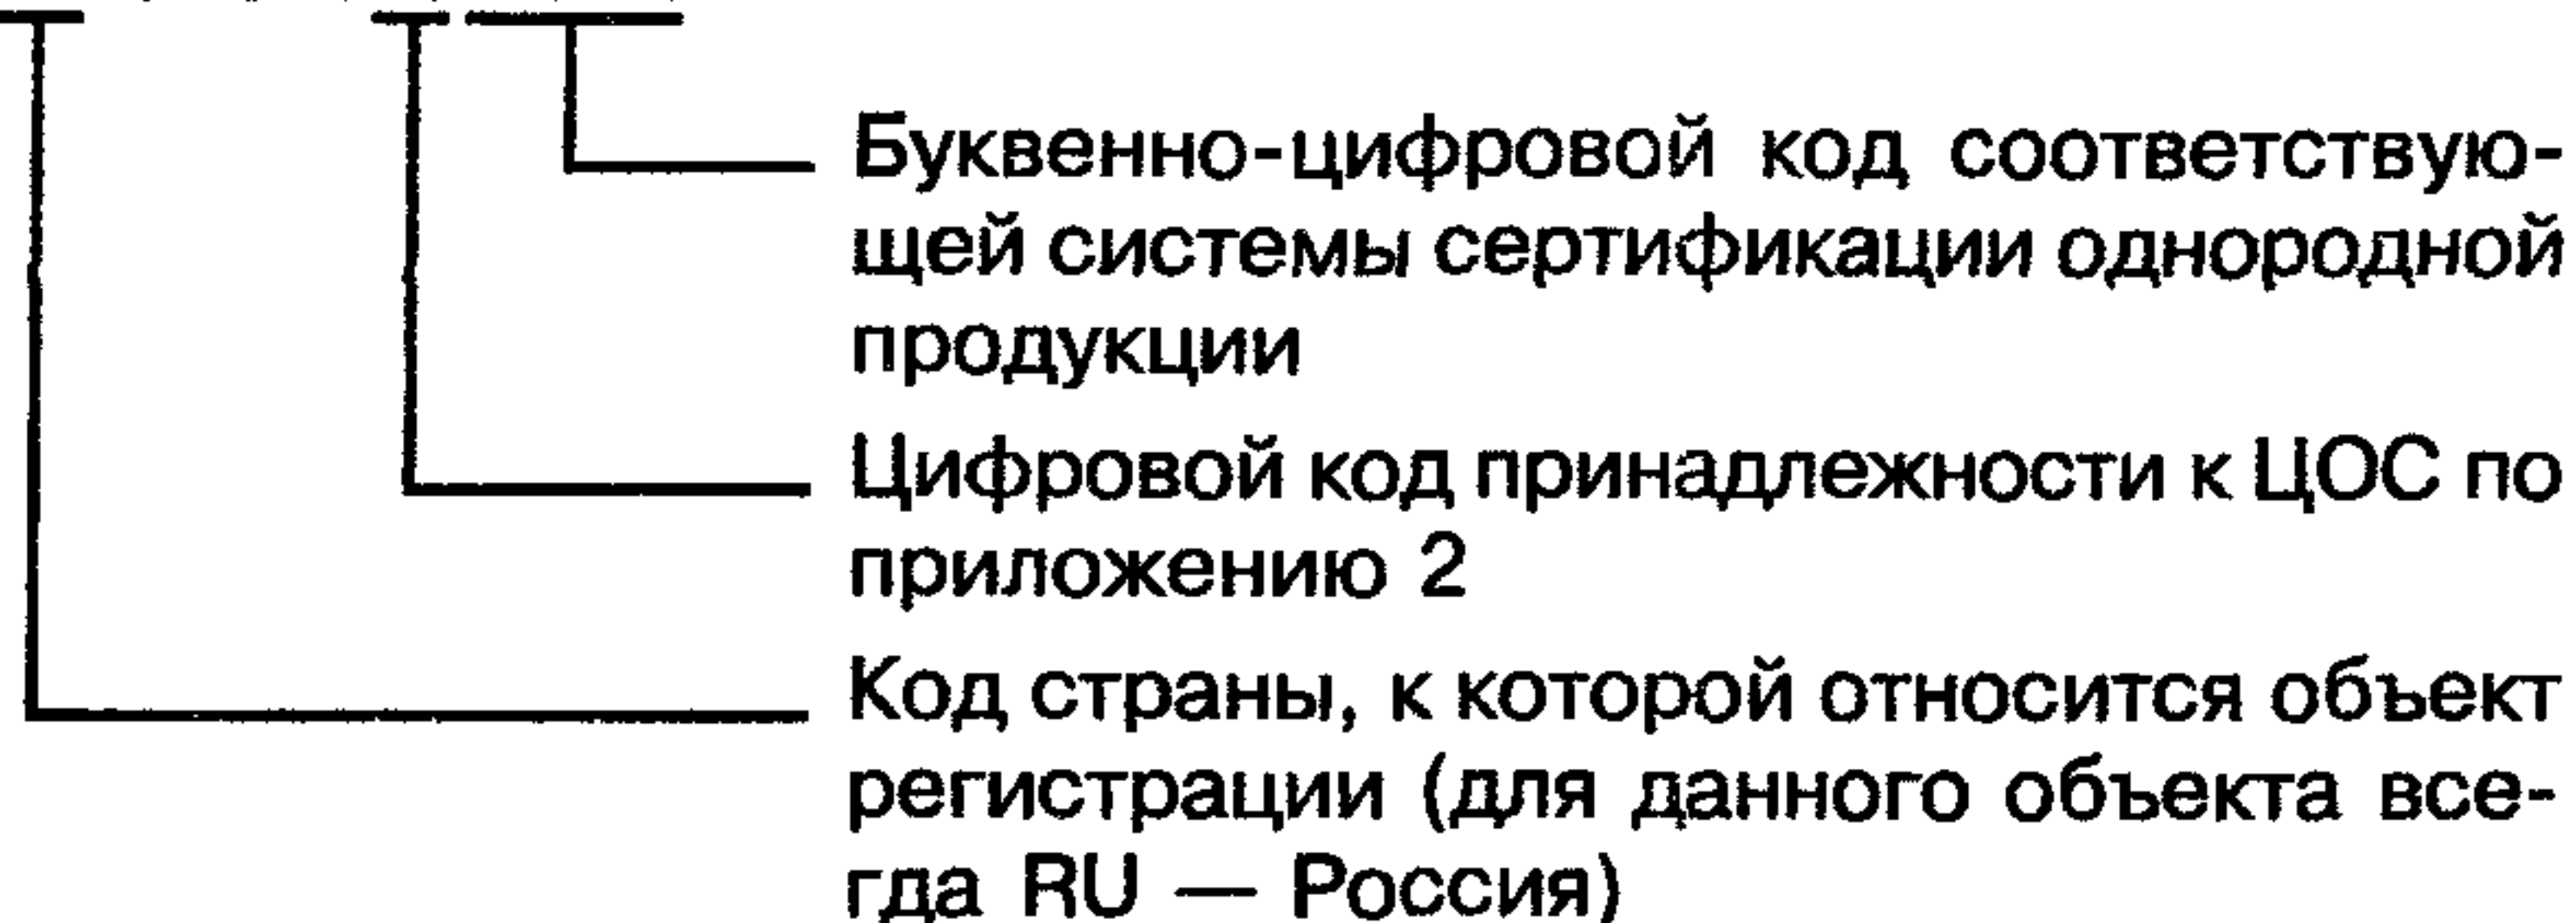 Буквенно-цифровой код соответствую-
щей системы сертификации однородной
продукции
Цифровой код принадлежности к ЦОС по
приложению 2
Код страны, к которой относится объект
регистрации (для данного объекта все-
гда RU — Россия)